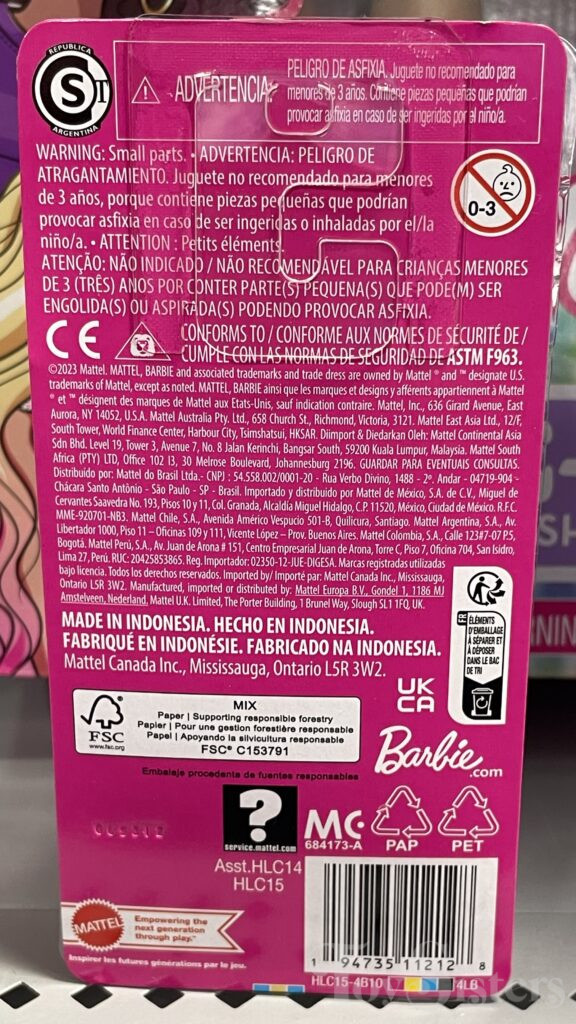 REPUBLICA
ARGENTINA
S
ADVERTENCIA:
PELIGRO DE ASFIXIA. Juguete no recomendado para
menores de 3 años. Contiene piezas pequeñas que podrían
provocar asfixia en caso de ser ingeridas por el niño/a.
WARNING: Small parts. • ADVERTENCIA: PELIGRO DE
ATRAGANTAMIENTO. Juguete no recomendado para menores
de 3 años, porque contiene piezas pequeñas que podrían
provocar asfixia en caso de ser ingeridas o inhaladas por el/la
niño/a. • ATTENTION : Petits éléments.
0-3
ATENÇÃO: NÃO INDICADO / NÃO RECOMENDÁVEL PARA CRIANÇAS MENORES
DE 3 (TRÊS) ANOS POR CONTER PARTE(S) PEQUENA(S) QUE PODE(M) SER
ENGOLIDA(S) OU ASPIRADA(S) PODENDO PROVOCAR ASFIXIA.
CE
CONFORMS TO / CONFORME AUX NORMES DE SÉCURITÉ DE /
CUMPLE CON LAS NORMAS DE SEGURIDAD DE ASTM F963.
©2023 Mattel. MATTEL, BARBIE and associated trademarks and trade dress are owned by Mattel ® and ™ designate U.S.
trademarks of Mattel, except as noted. MATTEL, BARBIE ainsi que les marques et designs y afférents appartiennent à Mattel
® et ™ désignent des marques de Mattel aux Etats-Unis, sauf indication contraire. Mattel, Inc., 636 Girard Avenue, East
Aurora, NY 14052, U.S.A. Mattel Australia Pty. Ltd., 658 Church St., Richmond, Victoria, 3121. Mattel East Asia Ltd., 12/F,
South Tower, World Finance Center, Harbour City, Tsimshatsui, HKSAR. Diimport & Diedarkan Oleh: Mattel Continental Asia
Sdn Bhd. Level 19, Tower 3, Avenue 7, No. 8 Jalan Kerinchi, Bangsar South, 59200 Kuala Lumpur, Malaysia. Mattel South
Africa (PTY) LTD, Office 102 I3, 30 Melrose Boulevard, Johannesburg 2196. GUARDAR PARA EVENTUAIS CONSULTAS.
Distribuido por: Mattel do Brasil Ltda.- CNPJ : 54.558.002/0001-20 - Rua Verbo Divino, 1488 - 2º. Andar - 04719-904 -
Chácara Santo Antônio - São Paulo - SP - Brasil. Importado y distribuido por Mattel de México, S.A. de C.V., Miguel de
Cervantes Saavedra No. 193, Pisos 10 y 11, Col. Granada, Alcaldía Miguel Hidalgo, C.P. 11520, México, Ciudad de México. R.F.C.
MME-920701-NB3. Mattel Chile, S.A., Avenida Américo Vespucio 501-B, Quilicura, Santiago. Mattel Argentina, S.A., Av.
Libertador 1000, Piso 11 – Oficinas 109 y 111, Vicente López – Prov. Buenos Aires. Mattel Colombia, S.A., Calle 123#7-07 P.5,
Bogotá. Mattel Perú, S.A., Av. Juan de Arona # 151, Centro Empresarial Juan de Arona, Torre C, Piso 7, Oficina 704, San Isidro,
Lima 27, Perú. RUC: 20425853865. Reg. Importador: 02350-12-JUE-DIGESA. Marcas registradas utilizadas
bajo licencia. Todos los derechos reservados. Imported by/ Importé par: Mattel Canada Inc., Mississauga,
Ontario L5R 3W2. Manufactured, imported or distributed by: Mattel Europa B.V., Gondel 1, 1186 MJ
Amstelveen, Nederland. Mattel U.K. Limited, The Porter Building, 1 Brunel Way, Slough SL1 1FQ, UK.
MADE IN INDONESIA. HECHO EN INDONESIA.
FABRIQUÉ EN INDONÉSIE. FABRICADO NA INDONESIA.
Mattel Canada Inc., Mississauga, Ontario L5R 3W2.
FR
ÉLÉMENTS
D'EMBALLAGE
À SÉPARER ET
À DÉPOSER
DANS LE BAC
DE TRI
UK
CA
FSC
www.fsc.org
MIX
Paper | Supporting responsible forestry
Papier | Pour une gestion forestière responsable
Papel | Apoyando la silvicultura responsable
FSC® C153791
Embalaje procedente de fuentes responsables
Barbie.com
?
service.mattel.com
MC
684173-A
PAP
PET
Asst.HLC14
HLC15
MATTEL
Empowering the
next generation
through play.™
Inspirer les futures générations par le jeu.
1 94735 11212 8
HLC15-4B10
4LB